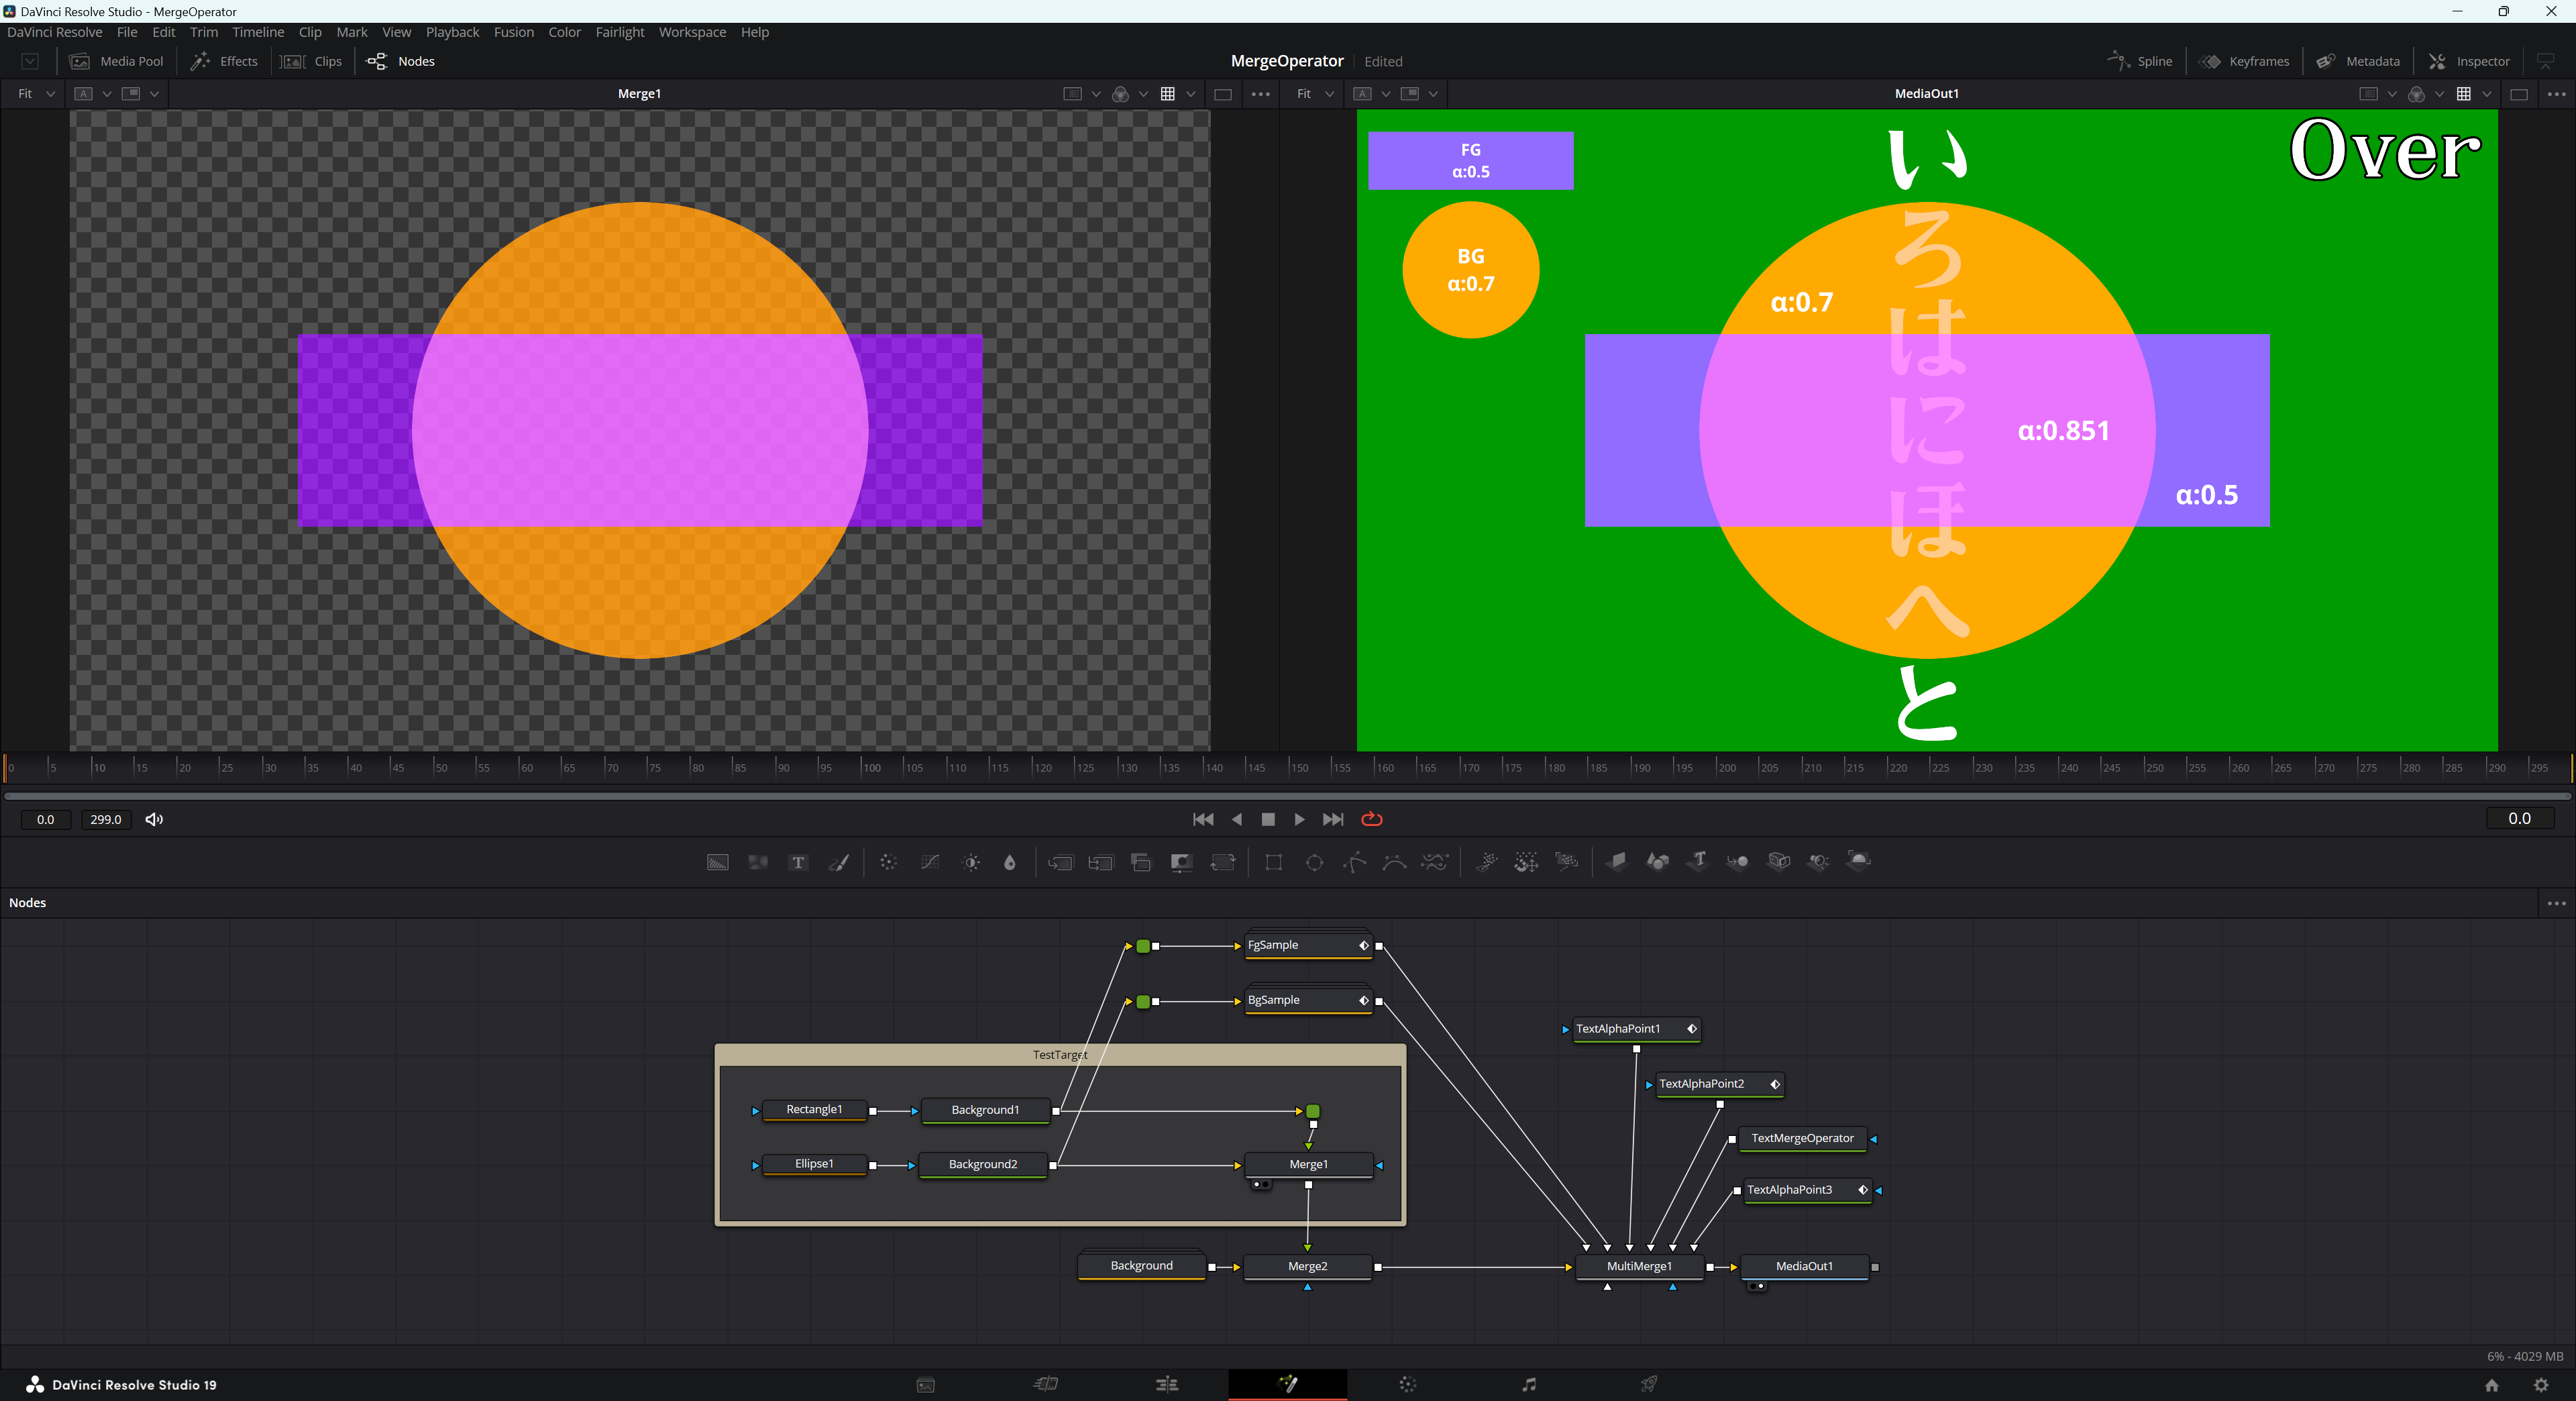 DaVinci Resolve Studio - MergeOperator
DaVinci Resolve File Edit Trim Timeline Clip Mark View Playback Fusion Color Fairlight Workspace Help
Media Pool Effects Clips Nodes MergeOperator Edited Spline Keyframes Metadata Inspector
Fit A Merge1 Fit A MediaOut1
FG
α:0.5
BG
α:0.7
Over
いろはにほへと
α:0.7
α:0.851
α:0.5
0 5 10 15 20 25 30 35 40 45 50 55 60 65 70 75 80 85 90 95 100 105 110 115 120 125 130 135 140 145 150 155 160 165 170 175 180 185 190 195 200 205 210 215 220 225 230 235 240 245 250 255 260 265 270 275 280 285 290 295
0.0 299.0 0.0
T T
Nodes
FgSample
BgSample
TextAlphaPoint1
TestTarget
TextAlphaPoint2
Rectangle1 Background1
TextMergeOperator
Ellipse1 Background2 Merge1
TextAlphaPoint3
Background Merge2 MultiMerge1 MediaOut1
6% - 4029 MB
DaVinci Resolve Studio 19